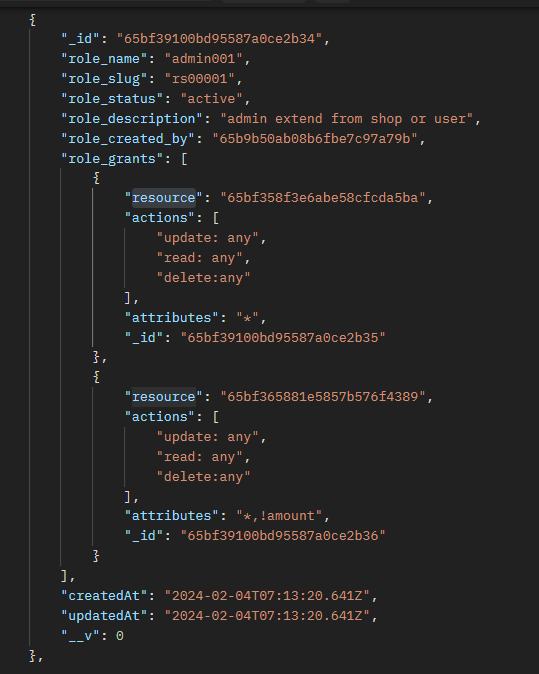 {
"_id": "65bf39100bd95587a0ce2b34",
"role_name": "admin001",
"role_slug": "rs00001",
"role_status": "active",
"role_description": "admin extend from shop or user",
"role_created_by": "65b9b50ab08b6fbe7c97a79b",
"role_grants": [
{
"resource": "65bf358f3e6abe58cfcda5ba",
"actions": [
"update: any",
"read: any",
"delete:any"
],
"attributes": "*",
"_id": "65bf39100bd95587a0ce2b35"
},
{
"resource": "65bf365881e5857b576f4389",
"actions": [
"update: any",
"read: any",
"delete:any"
],
"attributes": "*,!amount",
"_id": "65bf39100bd95587a0ce2b36"
}
],
"createdAt": "2024-02-04T07:13:20.641Z",
"updatedAt": "2024-02-04T07:13:20.641Z",
"__v": 0
},